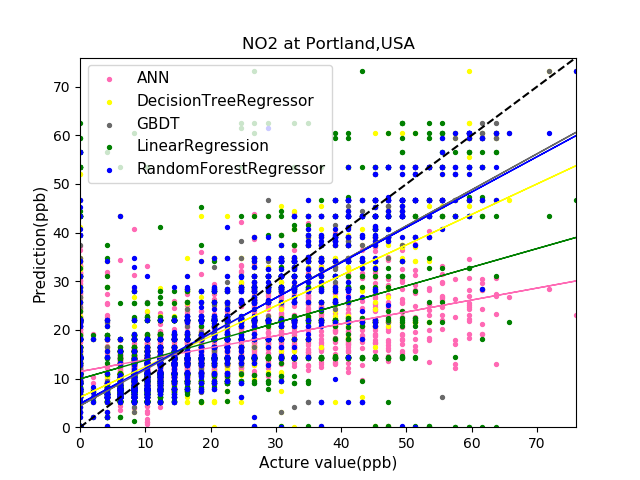 NO2 at Portland,USA
ANN
DecisionTreeRegressor
GBDT
LinearRegression
RandomForestRegressor
70
60
50
40
30
20
10
0
Prediction(ppb)
0 10 20 30 40 50 60 70
Acture value(ppb)